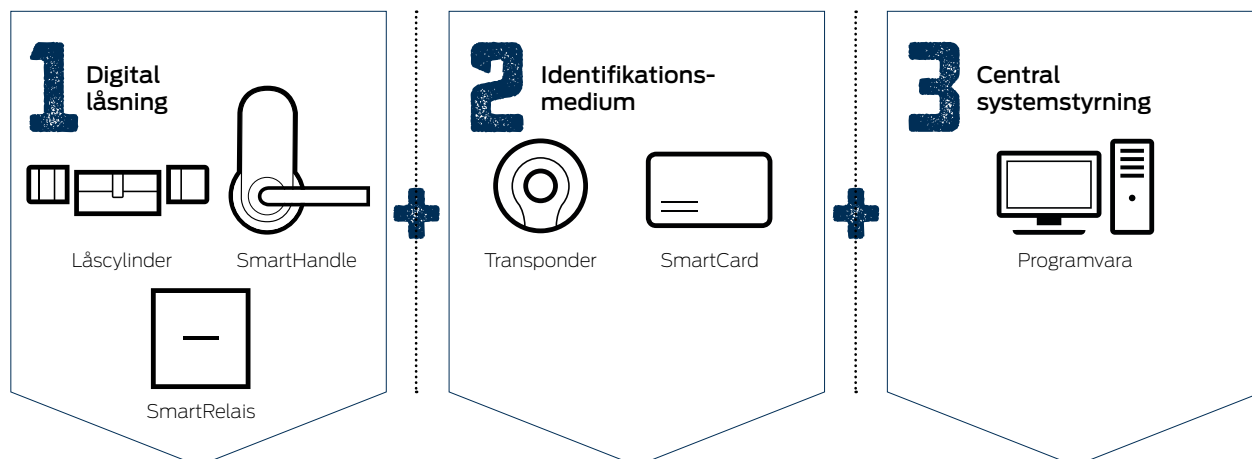 1
Digital
låsning
Låscylinder
SmartHandle
SmartRelais
+
2
Identifikations-
medium
Transponder
SmartCard
+
3
Central
systemstyrning
Programvara